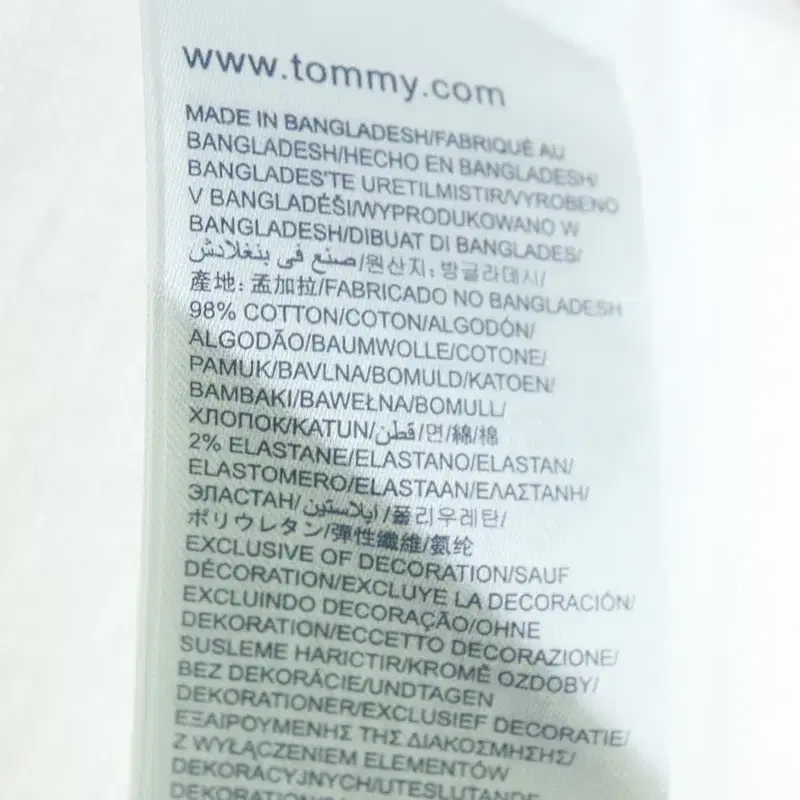 www.tommy.com
MADE IN BANGLADESH/FABRIQUÉ AU
BANGLADESH/HECHO EN BANGLADESH/
BANGLADES'TE URETILMISTIR/VYROBENO
V BANGLADÉŠI/WYPRODUKOWANO W
BANGLADESH/DIBUAT DI BANGLADES/
صنع في بنغلادش/원산지: 방글라데시/
產地: 孟加拉/FABRICADO NO BANGLADESH
98% COTTON/COTON/ALGODÓN/
ALGODÃO/BAUMWOLLE/COTONE/
PAMUK/BAVLNA/BOMULD/KATOEN/
BAMBAKI/BAWEŁNA/BOMULL/
ХЛОПОК/KATUN/قطن/면/綿/棉
2% ELASTANE/ELASTANO/ELASTAN/
ELASTOMERO/ELASTAAN/ΕΛΑΣΤΑΝΗ/
ЭЛАСТАН/ايلاستين/폴리우레탄/
ポリウレタン/彈性纖維/氨纶
EXCLUSIVE OF DECORATION/SAUF
DÉCORATION/EXCLUYE LA DECORACIÓN/
EXCLUINDO DECORAÇÃO/OHNE
DEKORATION/ECCETTO DECORAZIONE/
SUSLEME HARICTIR/KROMĚ OZDOBY/
BEZ DEKORÁCIE/UNDTAGEN
DEKORATIONER/EXCLUSIEF DECORATIE/
ΕΞΑΙΡΟΥΜΕΝΗΣ ΤΗΣ ΔΙΑΚΟΣΜΗΣΗΣ/
Z WYŁĄCZENIEM ELEMENTÓW
DEKORACYJNYCH/UTESLUTANDE